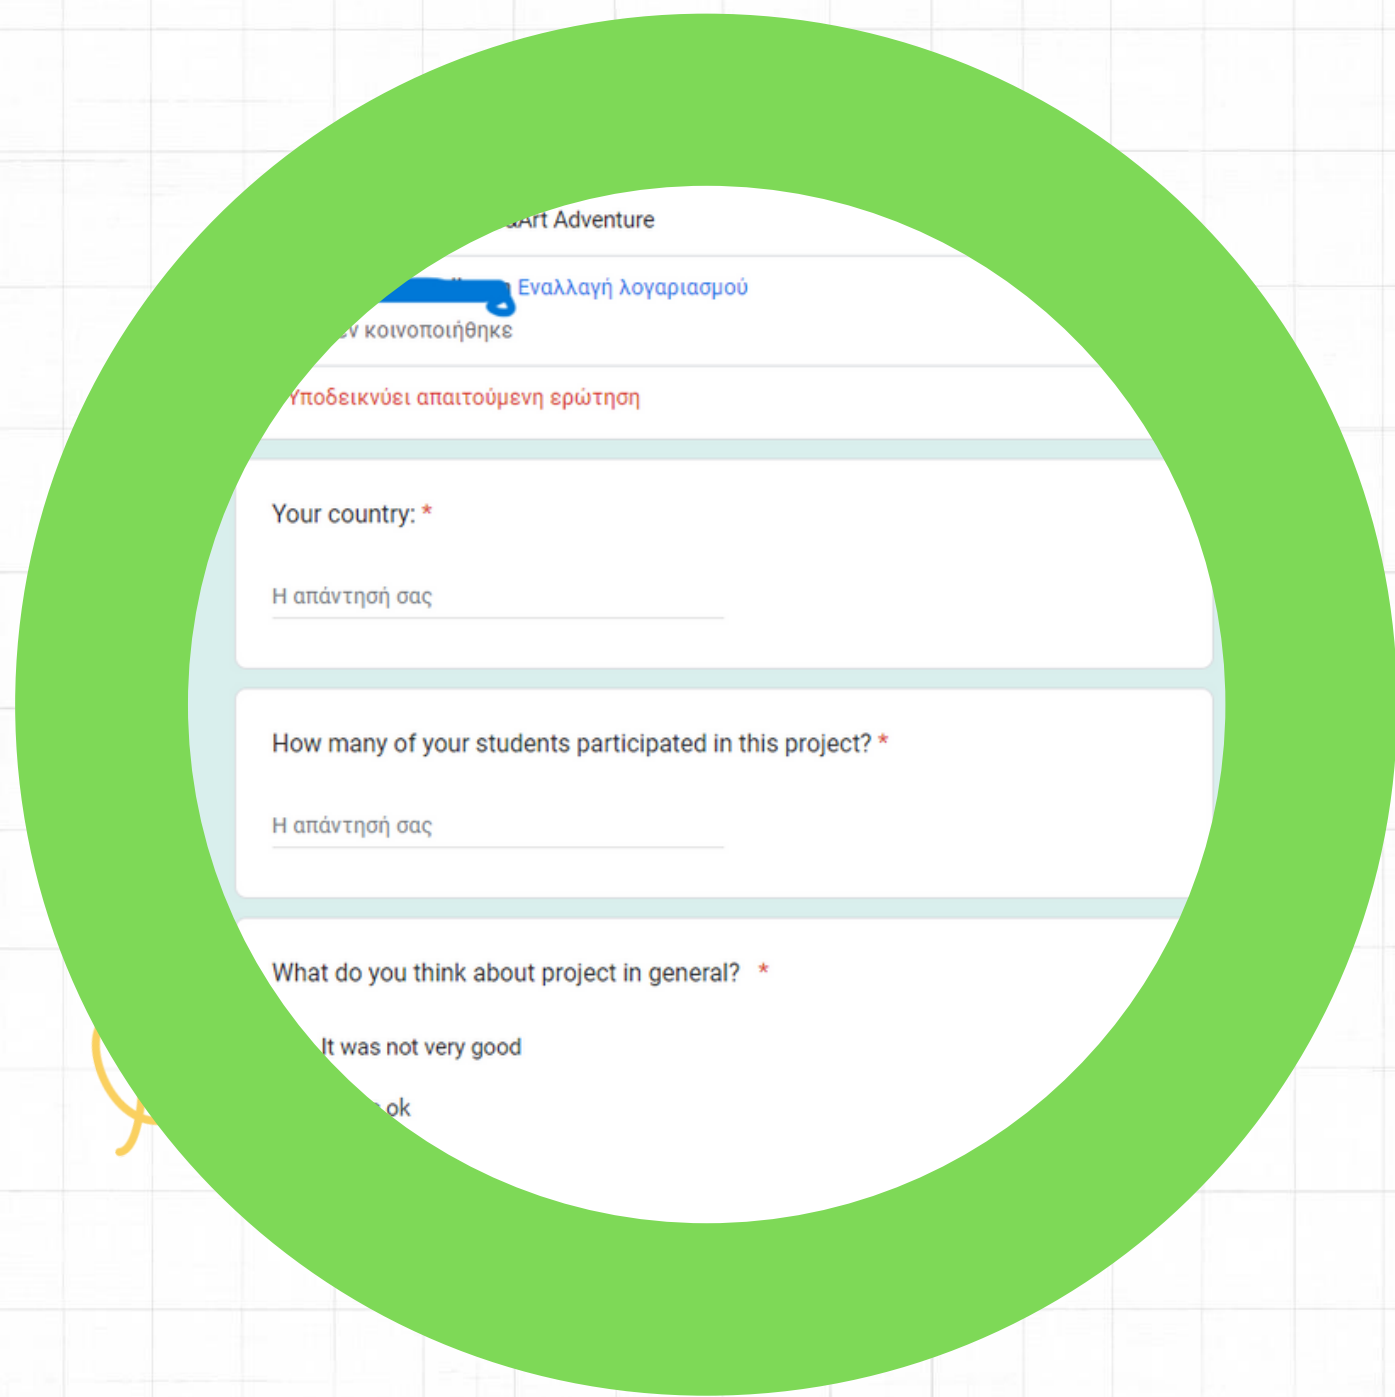 Art Adventure
Εναλλαγή λογαριασμού
κοινοποιήθηκε
Υποδεικνύει απαιτούμενη ερώτηση
Your country: *
Η απάντησή σας
How many of your students participated in this project? *
Η απάντησή σας
What do you think about project in general? *
It was not very good
ok